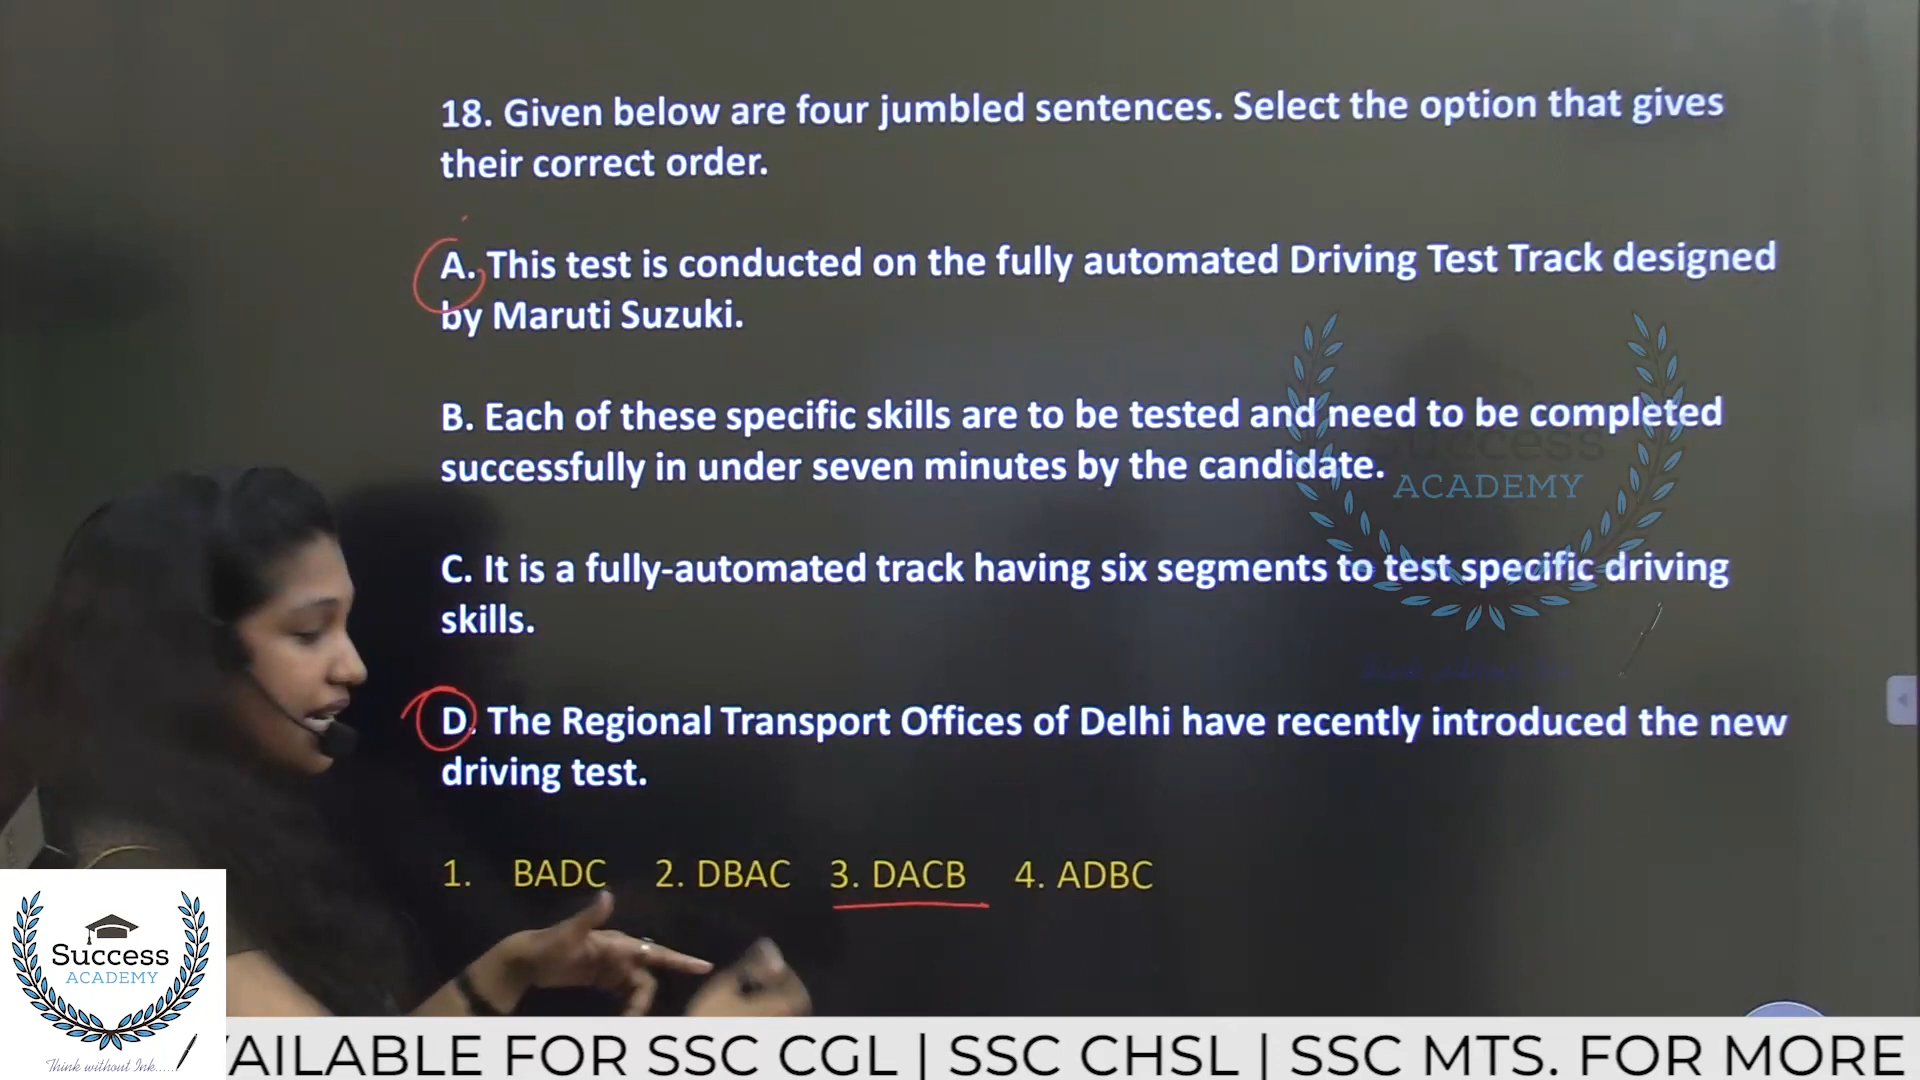 18. Given below are four jumbled sentences. Select the option that gives
their correct order.
A. This test is conducted on the fully automated Driving Test Track designed
by Maruti Suzuki.
B. Each of these specific skills are to be tested and need to be completed
successfully in under seven minutes by the candidate.
Success
ACADEMY
C. It is a fully-automated track having six segments to test specific driving
skills.
D. The Regional Transport Offices of Delhi have recently introduced the new
driving test.
1. BADC 2. DBAC 3. DACB 4. ADBC
Success
ACADEMY
Think without Ink.....
VAILABLE FOR SSC CGL | SSC CHSL | SSC MTS. FOR MORE